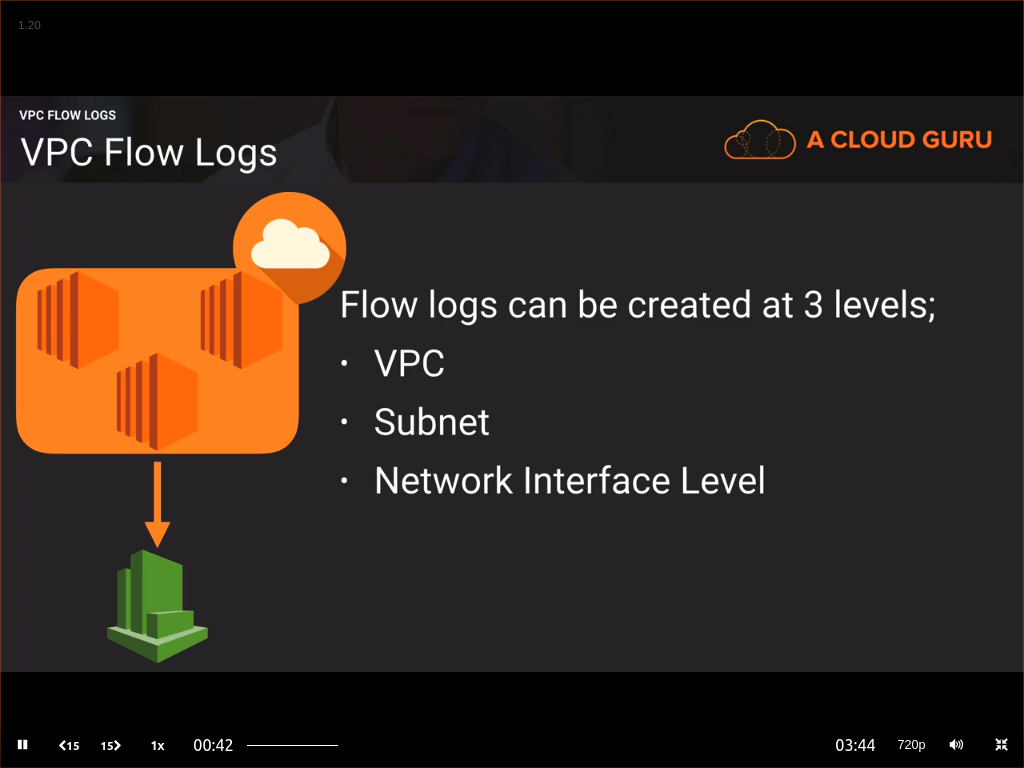 1.20
VPC FLOW LOGS
VPC Flow Logs
A CLOUD GURU
Flow logs can be created at 3 levels;
• VPC
• Subnet
• Network Interface Level
15 15 1x 00:42 03:44 720p